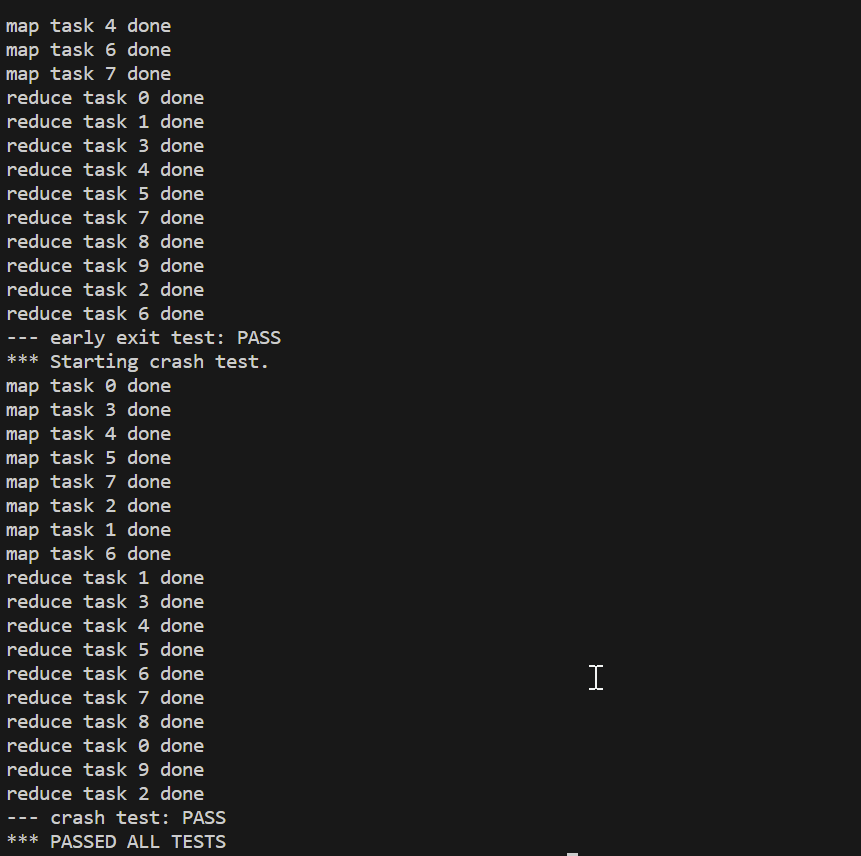 map task 4 done
map task 6 done
map task 7 done
reduce task 0 done
reduce task 1 done
reduce task 3 done
reduce task 4 done
reduce task 5 done
reduce task 7 done
reduce task 8 done
reduce task 9 done
reduce task 2 done
reduce task 6 done
--- early exit test: PASS
*** Starting crash test.
map task 0 done
map task 3 done
map task 4 done
map task 5 done
map task 7 done
map task 2 done
map task 1 done
map task 6 done
reduce task 1 done
reduce task 3 done
reduce task 4 done
reduce task 5 done
reduce task 6 done
reduce task 7 done
reduce task 8 done
reduce task 0 done
reduce task 9 done
reduce task 2 done
--- crash test: PASS
*** PASSED ALL TESTS